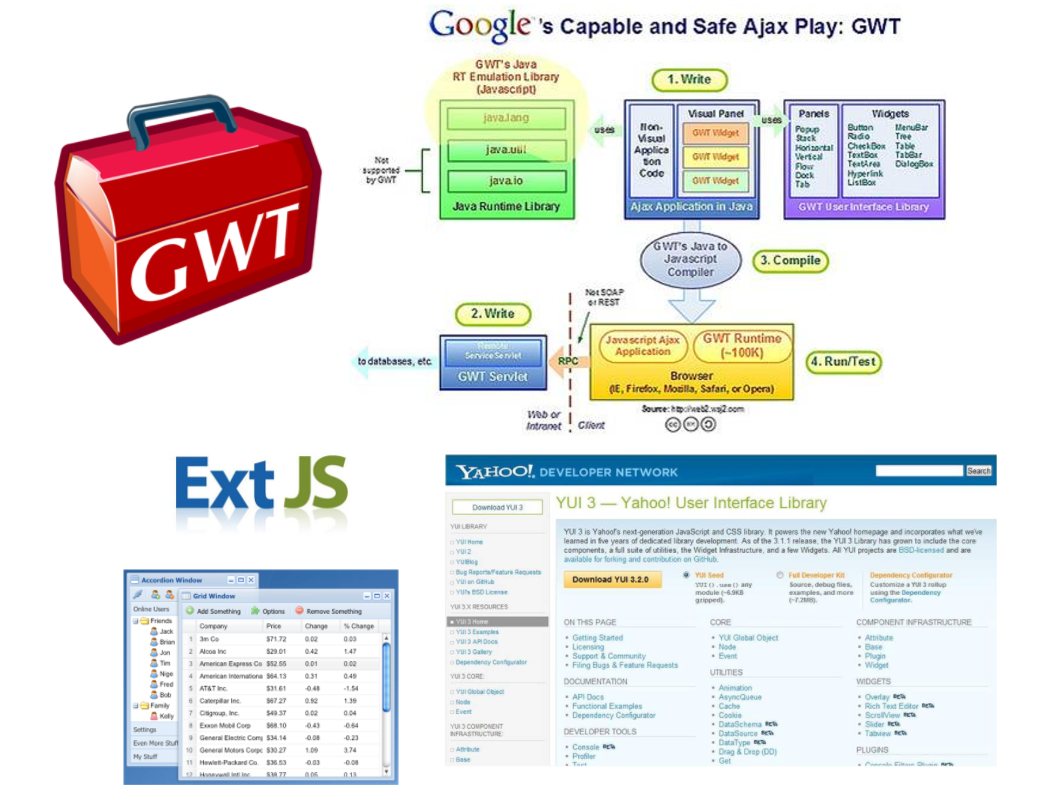 Google's Capable and Safe Ajax Play: GWT
GWT
GWT's Java
RT Emulation Library
(Javascript)
java.lang
java.util
java.io
Java Runtime Library
Not
supported
by GWT
uses
1. Write
Non-
Visual
Applica
tion
Code
Visual Panel
GWT Widget
GWT Widget
GWT Widget
Ajax Application in Java
uses
Panels
Popup
Stack
Horizontal
Vertical
Flow
Dock
Tab
Widgets
Button
Radio
CheckBox
TextBox
TextArea
Hyperlink
ListBox
MenuBar
Tree
Table
TabBar
DialogBox
GWT User Interface Library
GWT's Java to
Javascript
Compiler
3. Compile
Not SOAP
or REST
2. Write
Remote
ServiceServlet
GWT Servlet
to databases, etc.
RPC
Javascript Ajax
Application
GWT Runtime
(~100K)
Browser
(IE, Firefox, Mozilla, Safari, or Opera)
4. Run/Test
Web or
Intranet
Client
Source: http://web2.wsj2.com
Ext JS
Accordion Window
Online Users
Friends
Jack
Brian
Jon
Tim
Nige
Fred
Bob
Family
Kelly
Settings
Even More Stuff
My Stuff
Grid Window
Add Something Options Remove Something
Company Price Change % Change
1 3m Co $71.72 0.02 0.03
2 Alcoa Inc $29.01 0.42 1.47
3 American Express Co $52.55 0.01 0.02
4 American Internationa $64.13 0.31 0.49
5 AT&T Inc. $31.61 -0.48 -1.54
6 Caterpillar Inc. $67.27 0.92 1.39
7 Citigroup, Inc. $49.37 0.02 0.04
8 Exxon Mobil Corp $68.10 -0.43 -0.64
9 General Electric Comp $34.14 -0.08 -0.23
10 General Motors Corpc $30.27 1.09 3.74
11 Hewlett-Packard Co. $36.53 -0.03 -0.08
12 Honeywell Intl Inc $38.77 0.05 0.13
YAHOO! DEVELOPER NETWORK
Search
Download YUI 3
YUI LIBRARY
YUI Home
YUI 2
YUIBlog
Bug Reports/Feature Requests
YUI on GitHub
YUI's BSD License
YUI 3.X RESOURCES
YUI 3 Home
YUI 3 Examples
YUI 3 API Docs
YUI 3 Gallery
Dependency Configurator
YUI 3 CORE:
YUI Global Object
Node
Event
YUI 3 COMPONENT
INFRASTRUCTURE:
Attribute
Base
YUI 3 — Yahoo! User Interface Library
YUI 3 is Yahoo!'s next-generation JavaScript and CSS library. It powers the new Yahoo! homepage and incorporates what we've
learned in five years of dedicated library development. As of the 3.1.1 release, the YUI 3 Library has grown to include the core
components, a full suite of utilities, the Widget Infrastructure, and a few Widgets. All YUI projects are BSD-licensed and are
available for forking and contribution on GitHub.
Download YUI 3.2.0
YUI Seed
YUI().use() any
module (~6.9KB
gzipped).
Full Developer Kit
Source, debug files,
examples, and more
(~7.2MB).
Dependency Configurator
Customize a YUI3 rollup
using the Dependency
Configurator.
ON THIS PAGE
Getting Started
Licensing
Support & Community
Filing Bugs & Feature Requests
DOCUMENTATION
API Docs
Functional Examples
Dependency Configurator
DEVELOPER TOOLS
Console BETA
Profiler
Test
CORE
YUI Global Object
Node
Event
UTILITIES
Animation
AsyncQueue
Cache
Cookie
DataSchema BETA
DataSource BETA
DataType BETA
Drag & Drop (DD)
Get
COMPONENT INFRASTRUCTURE
Attribute
Base
Plugin
Widget
WIDGETS
Overlay BETA
Rich Text Editor BETA
ScrollView BETA
Slider BETA
Tabview BETA
PLUGINS
Console Filters Plugin BETA